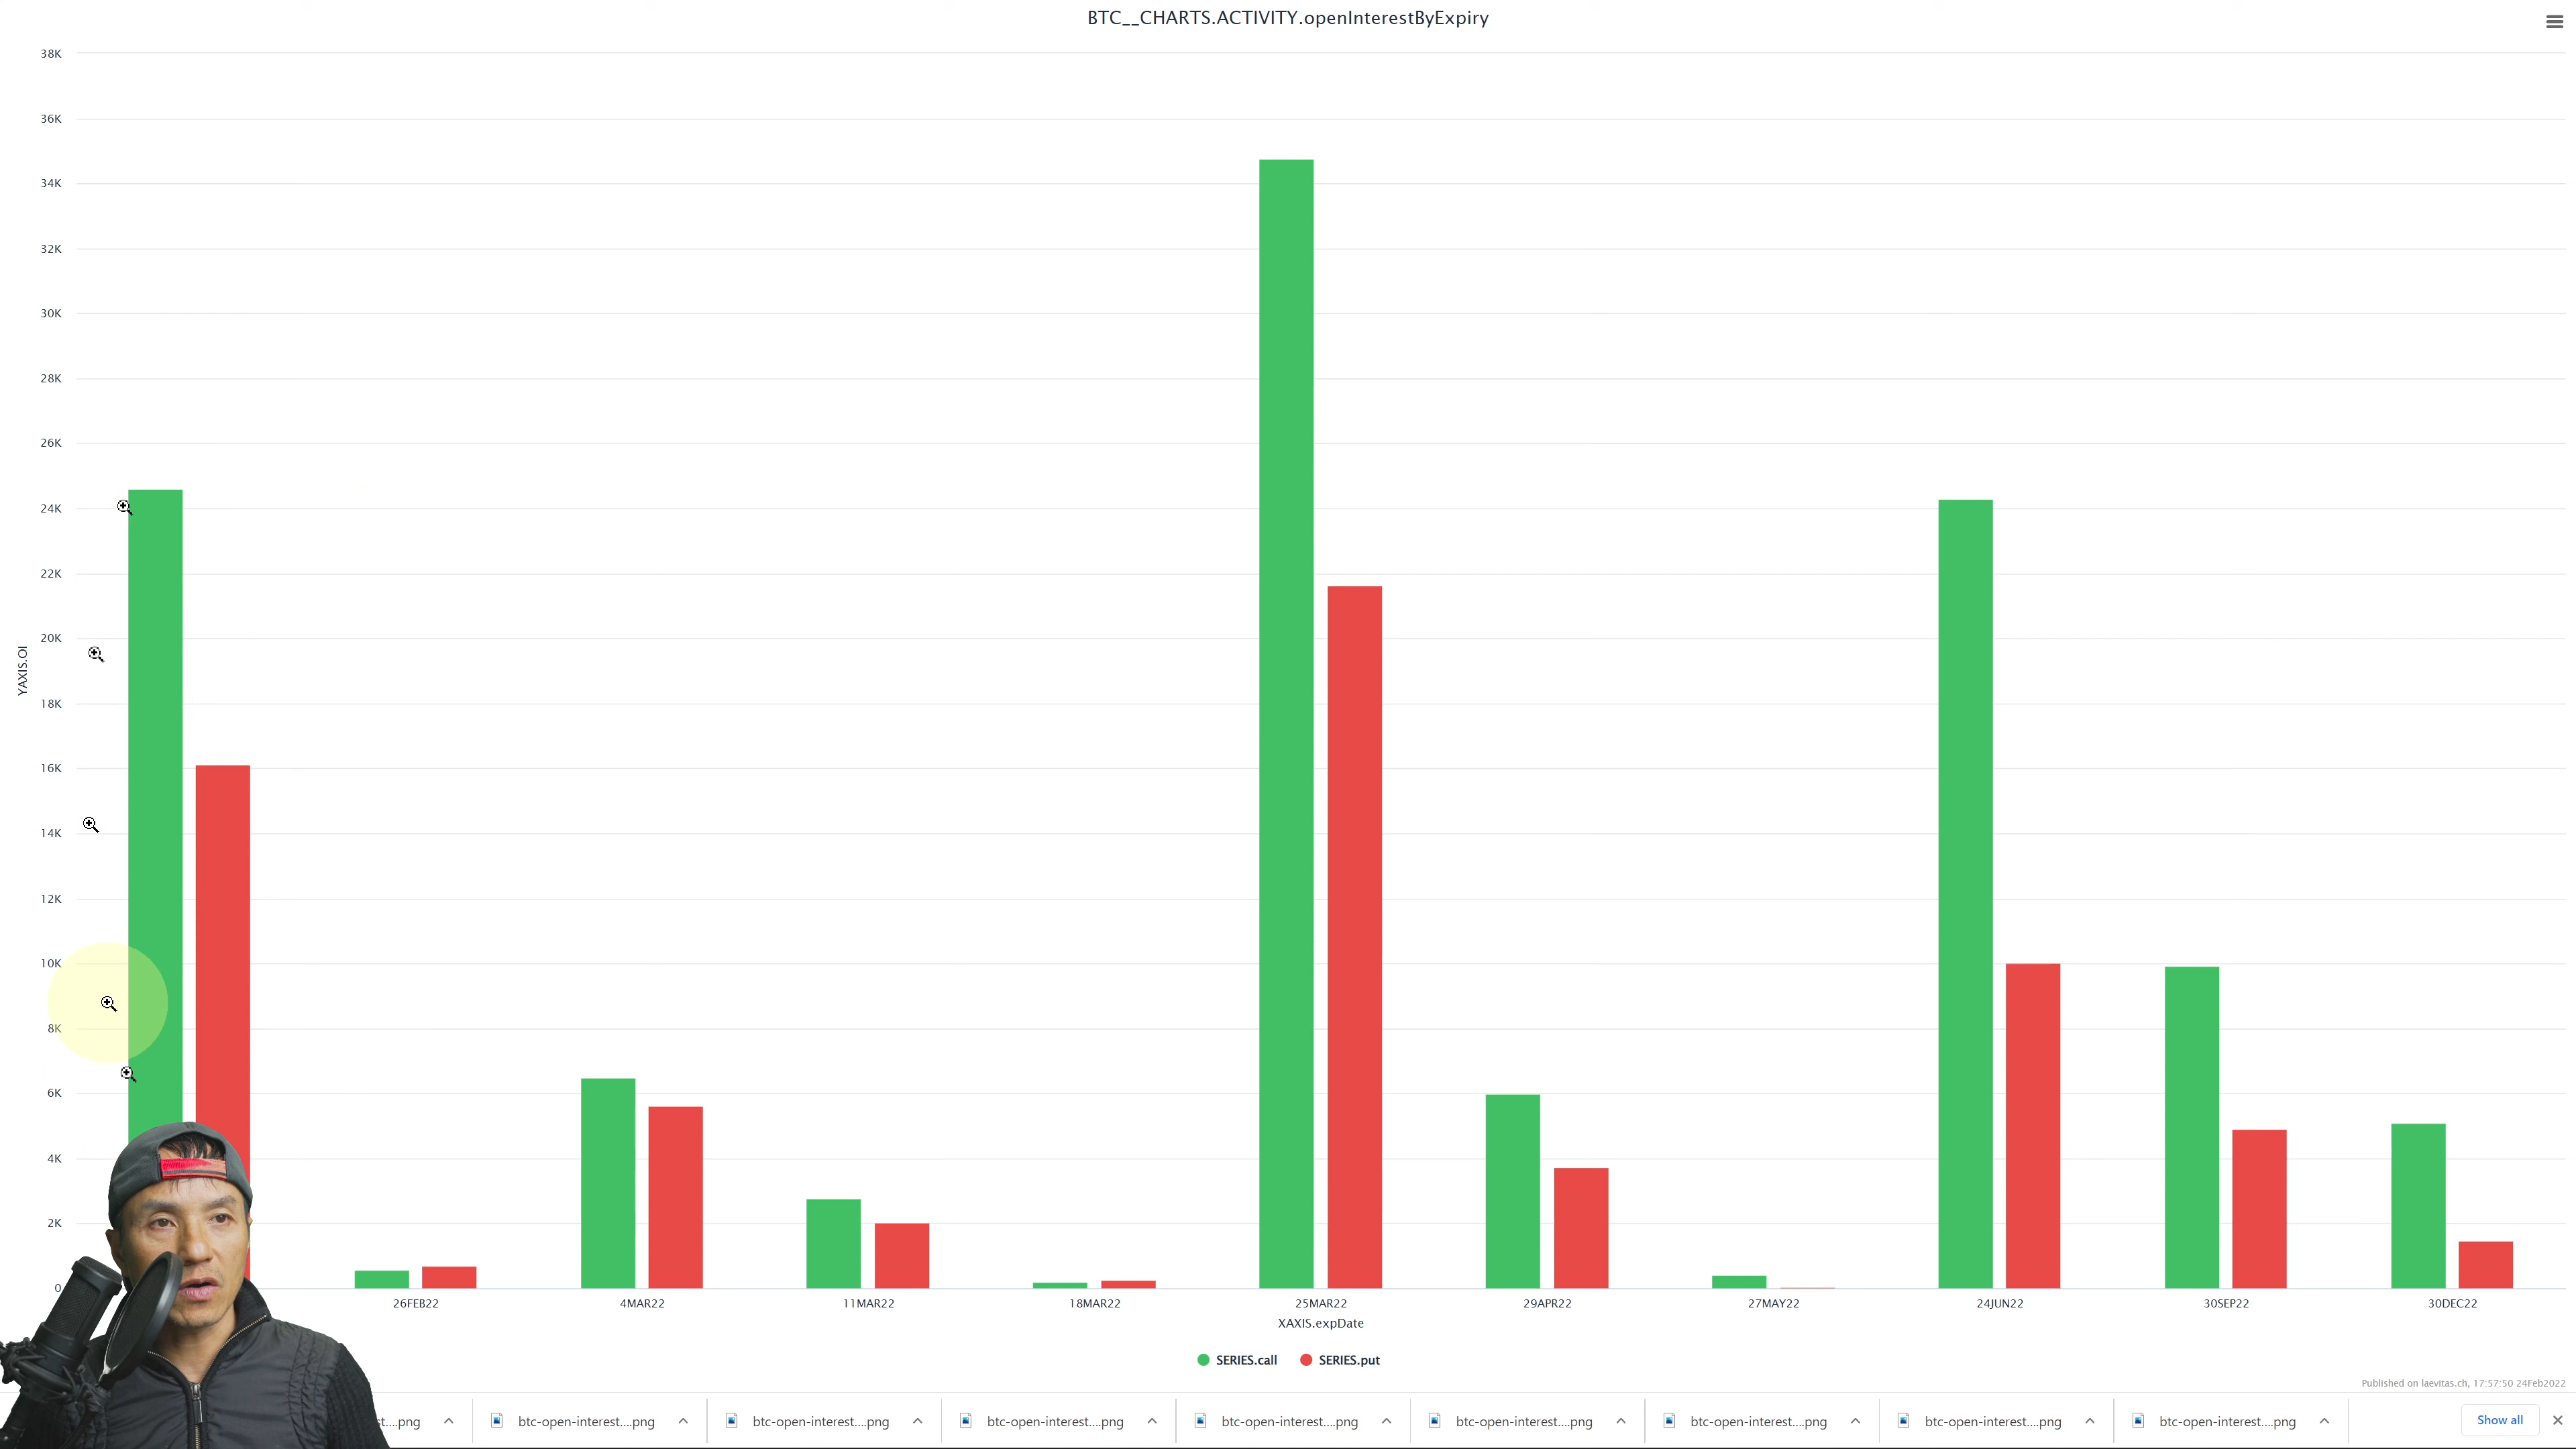 BTC__CHARTS.ACTIVITY.openInterestByExpiry
38K
36K
34K
32K
30K
28K
26K
24K
22K
20K
18K
16K
14K
12K
10K
8K
6K
4K
2K
0
YAXIS.OI
26FEB22 4MAR22 11MAR22 18MAR22 25MAR22 29APR22 27MAY22 24JUN22 30SEP22 30DEC22
XAXIS.expDate
SERIES.call SERIES.put
Published on laevitas.ch, 17:57:50 24Feb2022
st....png btc-open-interest....png btc-open-interest....png btc-open-interest....png btc-open-interest....png btc-open-interest....png btc-open-interest....png btc-open-interest....png btc-open-interest....png Show all